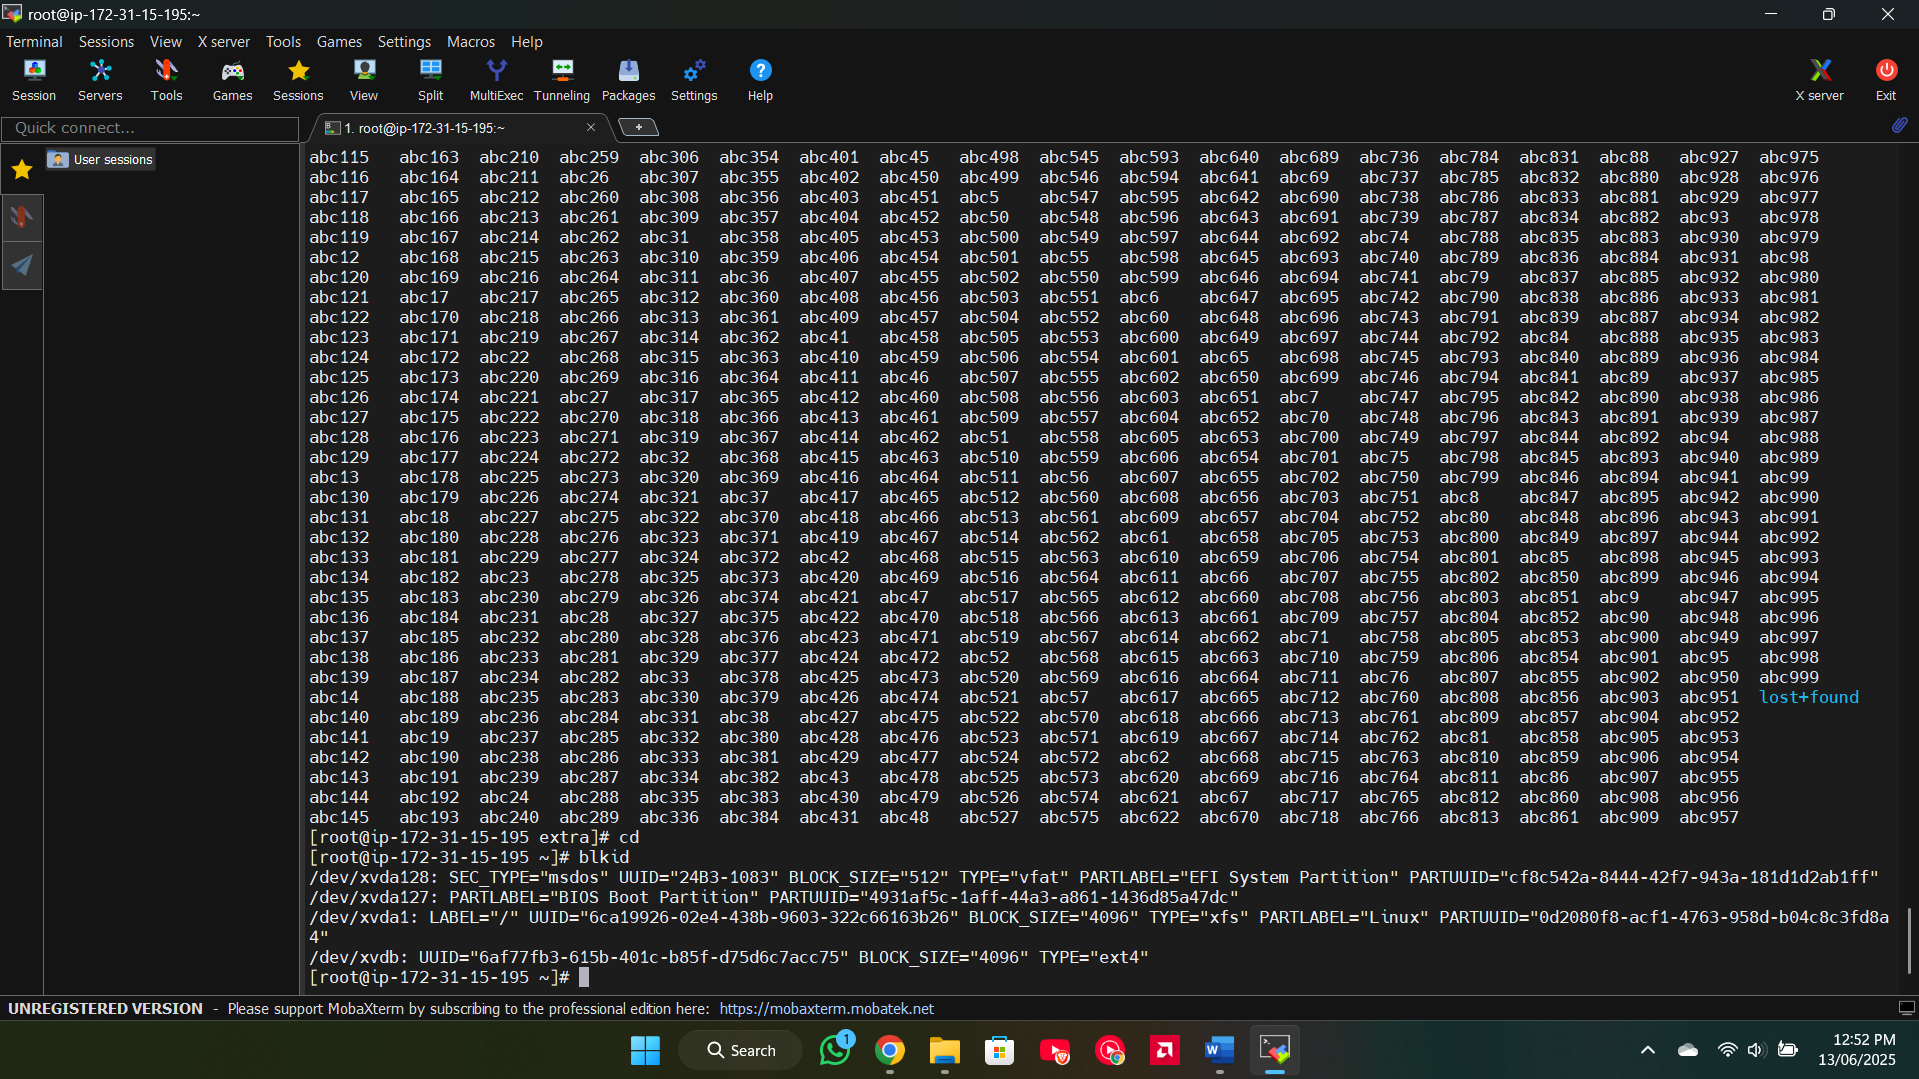 root@ip-172-31-15-195:~
Terminal Sessions View X server Tools Games Settings Macros Help
Session Servers Tools Games Sessions View Split MultiExec Tunneling Packages Settings Help X server Exit
Quick connect... 1. root@ip-172-31-15-195:~
User sessions
abc115 abc163 abc210 abc259 abc306 abc354 abc401 abc45 abc498 abc545 abc593 abc640 abc689 abc736 abc784 abc831 abc88 abc927 abc975
abc116 abc164 abc211 abc26 abc307 abc355 abc402 abc450 abc499 abc546 abc594 abc641 abc69 abc737 abc785 abc832 abc880 abc928 abc976
abc117 abc165 abc212 abc260 abc308 abc356 abc403 abc451 abc5 abc547 abc595 abc642 abc690 abc738 abc786 abc833 abc881 abc929 abc977
abc118 abc166 abc213 abc261 abc309 abc357 abc404 abc452 abc50 abc548 abc596 abc643 abc691 abc739 abc787 abc834 abc882 abc93 abc978
abc119 abc167 abc214 abc262 abc31 abc358 abc405 abc453 abc500 abc549 abc597 abc644 abc692 abc74 abc788 abc835 abc883 abc930 abc979
abc12 abc168 abc215 abc263 abc310 abc359 abc406 abc454 abc501 abc55 abc598 abc645 abc693 abc740 abc789 abc836 abc884 abc931 abc98
abc120 abc169 abc216 abc264 abc311 abc36 abc407 abc455 abc502 abc550 abc599 abc646 abc694 abc741 abc79 abc837 abc885 abc932 abc980
abc121 abc17 abc217 abc265 abc312 abc360 abc408 abc456 abc503 abc551 abc6 abc647 abc695 abc742 abc790 abc838 abc886 abc933 abc981
abc122 abc170 abc218 abc266 abc313 abc361 abc409 abc457 abc504 abc552 abc60 abc648 abc696 abc743 abc791 abc839 abc887 abc934 abc982
abc123 abc171 abc219 abc267 abc314 abc362 abc41 abc458 abc505 abc553 abc600 abc649 abc697 abc744 abc792 abc84 abc888 abc935 abc983
abc124 abc172 abc22 abc268 abc315 abc363 abc410 abc459 abc506 abc554 abc601 abc65 abc698 abc745 abc793 abc840 abc889 abc936 abc984
abc125 abc173 abc220 abc269 abc316 abc364 abc411 abc46 abc507 abc555 abc602 abc650 abc699 abc746 abc794 abc841 abc89 abc937 abc985
abc126 abc174 abc221 abc27 abc317 abc365 abc412 abc460 abc508 abc556 abc603 abc651 abc7 abc747 abc795 abc842 abc890 abc938 abc986
abc127 abc175 abc222 abc270 abc318 abc366 abc413 abc461 abc509 abc557 abc604 abc652 abc70 abc748 abc796 abc843 abc891 abc939 abc987
abc128 abc176 abc223 abc271 abc319 abc367 abc414 abc462 abc51 abc558 abc605 abc653 abc700 abc749 abc797 abc844 abc892 abc94 abc988
abc129 abc177 abc224 abc272 abc32 abc368 abc415 abc463 abc510 abc559 abc606 abc654 abc701 abc75 abc798 abc845 abc893 abc940 abc989
abc13 abc178 abc225 abc273 abc320 abc369 abc416 abc464 abc511 abc56 abc607 abc655 abc702 abc750 abc799 abc846 abc894 abc941 abc99
abc130 abc179 abc226 abc274 abc321 abc37 abc417 abc465 abc512 abc560 abc608 abc656 abc703 abc751 abc8 abc847 abc895 abc942 abc990
abc131 abc18 abc227 abc275 abc322 abc370 abc418 abc466 abc513 abc561 abc609 abc657 abc704 abc752 abc80 abc848 abc896 abc943 abc991
abc132 abc180 abc228 abc276 abc323 abc371 abc419 abc467 abc514 abc562 abc61 abc658 abc705 abc753 abc800 abc849 abc897 abc944 abc992
abc133 abc181 abc229 abc277 abc324 abc372 abc42 abc468 abc515 abc563 abc610 abc659 abc706 abc754 abc801 abc85 abc898 abc945 abc993
abc134 abc182 abc23 abc278 abc325 abc373 abc420 abc469 abc516 abc564 abc611 abc66 abc707 abc755 abc802 abc850 abc899 abc946 abc994
abc135 abc183 abc230 abc279 abc326 abc374 abc421 abc47 abc517 abc565 abc612 abc660 abc708 abc756 abc803 abc851 abc9 abc947 abc995
abc136 abc184 abc231 abc28 abc327 abc375 abc422 abc470 abc518 abc566 abc613 abc661 abc709 abc757 abc804 abc852 abc90 abc948 abc996
abc137 abc185 abc232 abc280 abc328 abc376 abc423 abc471 abc519 abc567 abc614 abc662 abc71 abc758 abc805 abc853 abc900 abc949 abc997
abc138 abc186 abc233 abc281 abc329 abc377 abc424 abc472 abc52 abc568 abc615 abc663 abc710 abc759 abc806 abc854 abc901 abc95 abc998
abc139 abc187 abc234 abc282 abc33 abc378 abc425 abc473 abc520 abc569 abc616 abc664 abc711 abc76 abc807 abc855 abc902 abc950 abc999
abc14 abc188 abc235 abc283 abc330 abc379 abc426 abc474 abc521 abc57 abc617 abc665 abc712 abc760 abc808 abc856 abc903 abc951 lost+found
abc140 abc189 abc236 abc284 abc331 abc38 abc427 abc475 abc522 abc570 abc618 abc666 abc713 abc761 abc809 abc857 abc904 abc952
abc141 abc19 abc237 abc285 abc332 abc380 abc428 abc476 abc523 abc571 abc619 abc667 abc714 abc762 abc81 abc858 abc905 abc953
abc142 abc190 abc238 abc286 abc333 abc381 abc429 abc477 abc524 abc572 abc62 abc668 abc715 abc763 abc810 abc859 abc906 abc954
abc143 abc191 abc239 abc287 abc334 abc382 abc43 abc478 abc525 abc573 abc620 abc669 abc716 abc764 abc811 abc86 abc907 abc955
abc144 abc192 abc24 abc288 abc335 abc383 abc430 abc479 abc526 abc574 abc621 abc67 abc717 abc765 abc812 abc860 abc908 abc956
abc145 abc193 abc240 abc289 abc336 abc384 abc431 abc48 abc527 abc575 abc622 abc670 abc718 abc766 abc813 abc861 abc909 abc957
[root@ip-172-31-15-195 extra]# cd
[root@ip-172-31-15-195 ~]# blkid
/dev/xvda128: SEC_TYPE="msdos" UUID="24B3-1083" BLOCK_SIZE="512" TYPE="vfat" PARTLABEL="EFI System Partition" PARTUUID="cf8c542a-8444-42f7-943a-181d1d2ab1ff"
/dev/xvda127: PARTLABEL="BIOS Boot Partition" PARTUUID="4931af5c-1aff-44a3-a861-1436d85a47dc"
/dev/xvda1: LABEL="/" UUID="6ca19926-02e4-438b-9603-322c66163b26" BLOCK_SIZE="4096" TYPE="xfs" PARTLABEL="Linux" PARTUUID="0d2080f8-acf1-4763-958d-b04c8c3fd8a
4"
/dev/xvdb: UUID="6af77fb3-615b-401c-b85f-d75d6c7acc75" BLOCK_SIZE="4096" TYPE="ext4"
[root@ip-172-31-15-195 ~]#
UNREGISTERED VERSION - Please support MobaXterm by subscribing to the professional edition here: https://mobaxterm.mobatek.net
Search 1 12:52 PM
13/06/2025